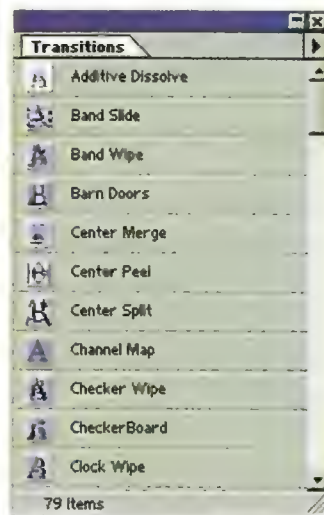 Transitions
Additive Dissolve
Band Slide
Band Wipe
Barn Doors
Center Merge
Center Peel
Center Split
Channel Map
Checker Wipe
CheckerBoard
Clock Wipe
79 Items